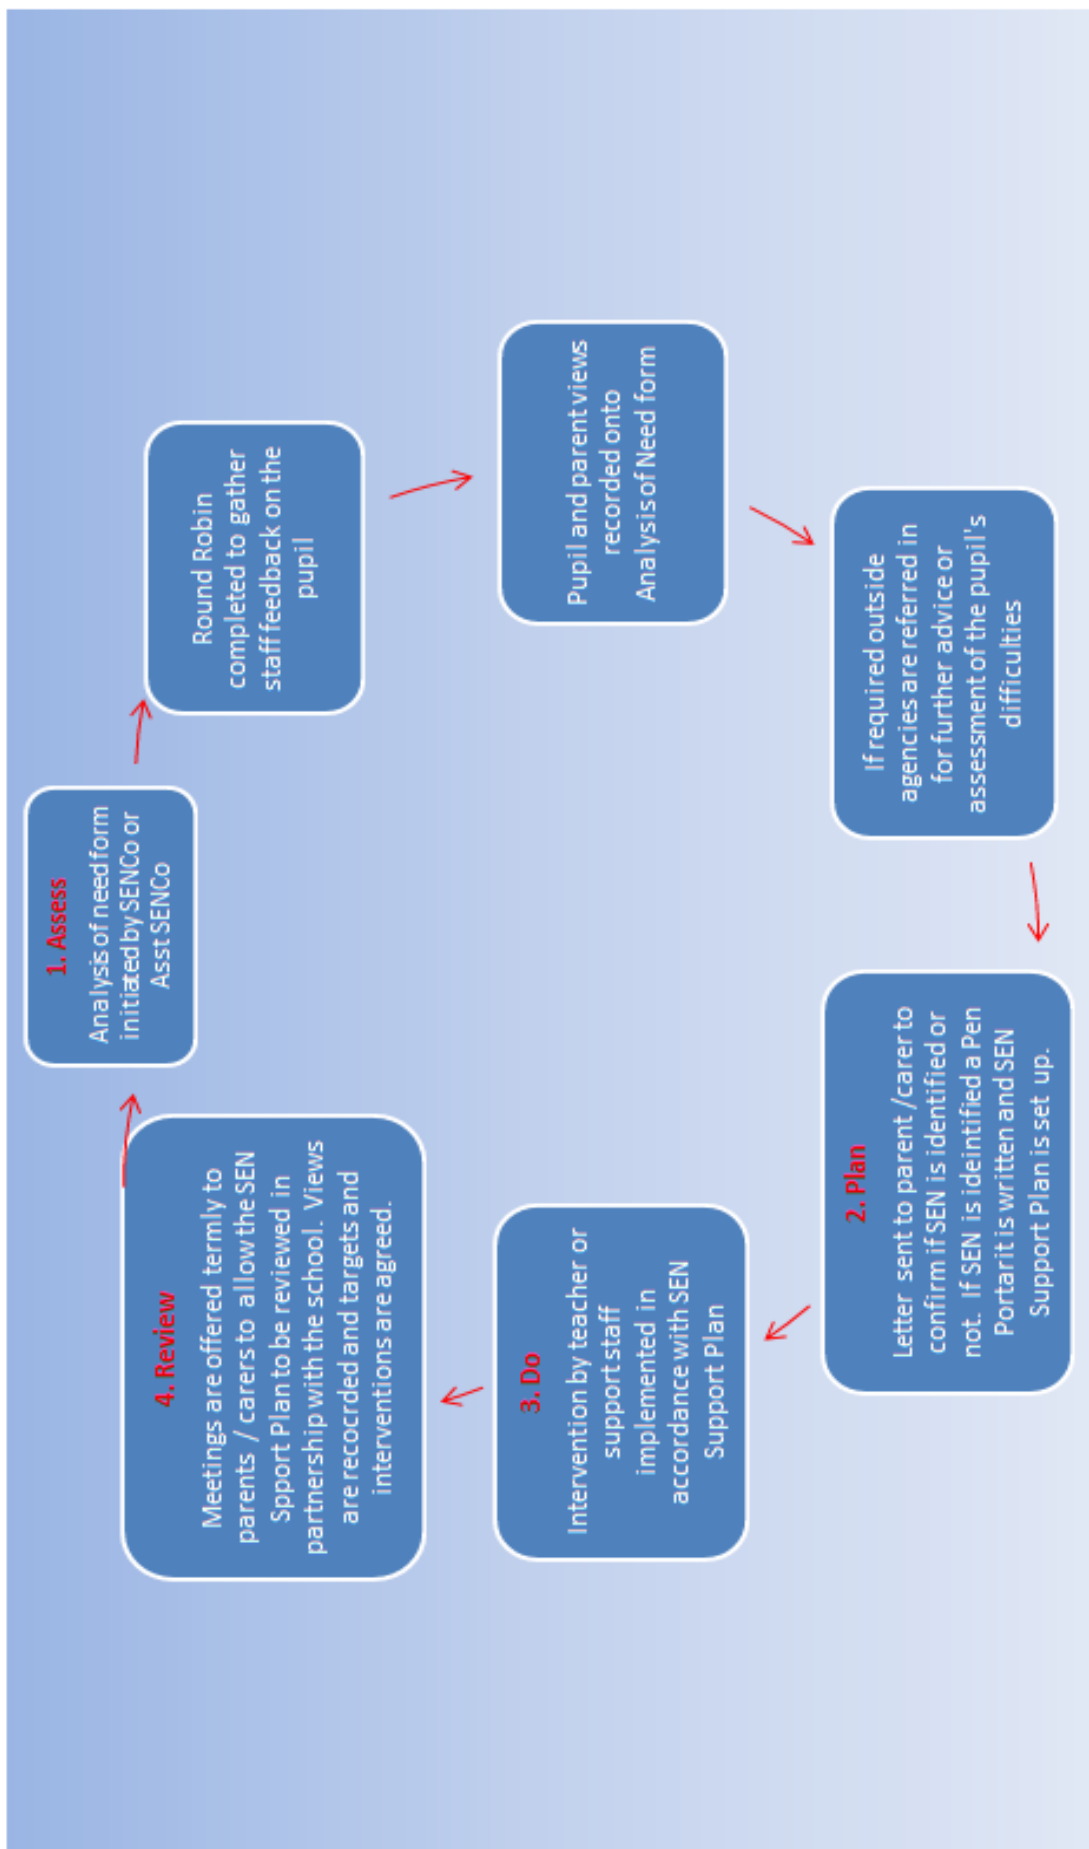 1. Assess
Analysis of need form
initiated by SENCo or
Asst SENCo
Round Robin
completed to gather
staff feedback on the
pupil
Pupil and parent views
recorded onto
Analysis of Need form
If required outside
agencies are referred in
for further advice or
assessment of the pupil's
difficulties
2. Plan
Letter sent to parent /carer to
confirm if SEN is identified or
not. If SEN is ideintified a Pen
Portarit is written and SEN
Support Plan is set up.
3. Do
Intervention by teacher or
support staff
implemented in
accordance with SEN
Support Plan
4. Review
Meetings are offered termly to
parents / carers to allow the SEN
Spport Plan to be reviewed in
partnership with the school. Views
are recocrded and targets and
interventions are agreed.